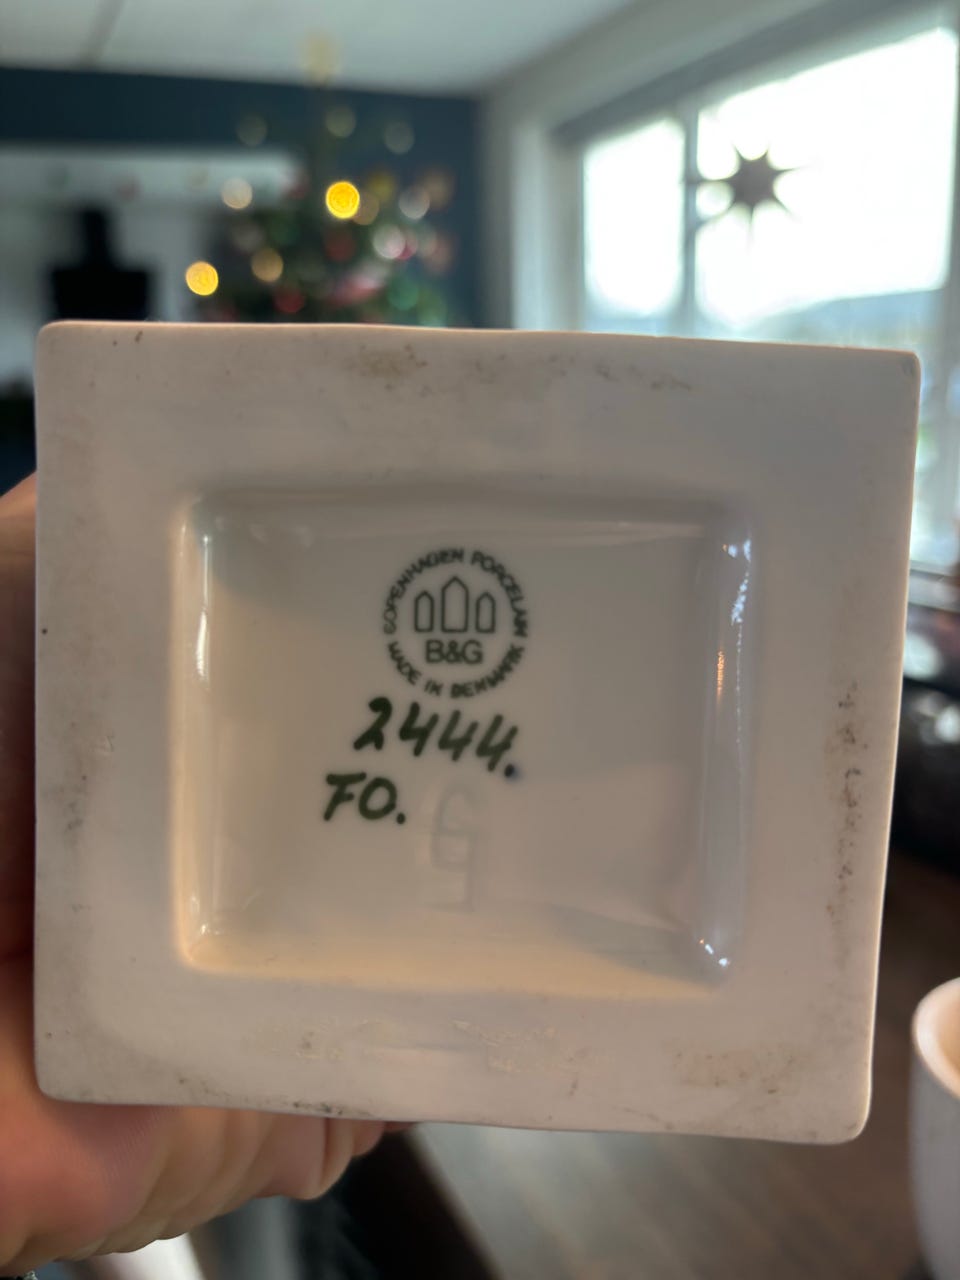 COPENHAGEN PORCELAIN
B&G
MADE IN DENMARK
2444.
FO.